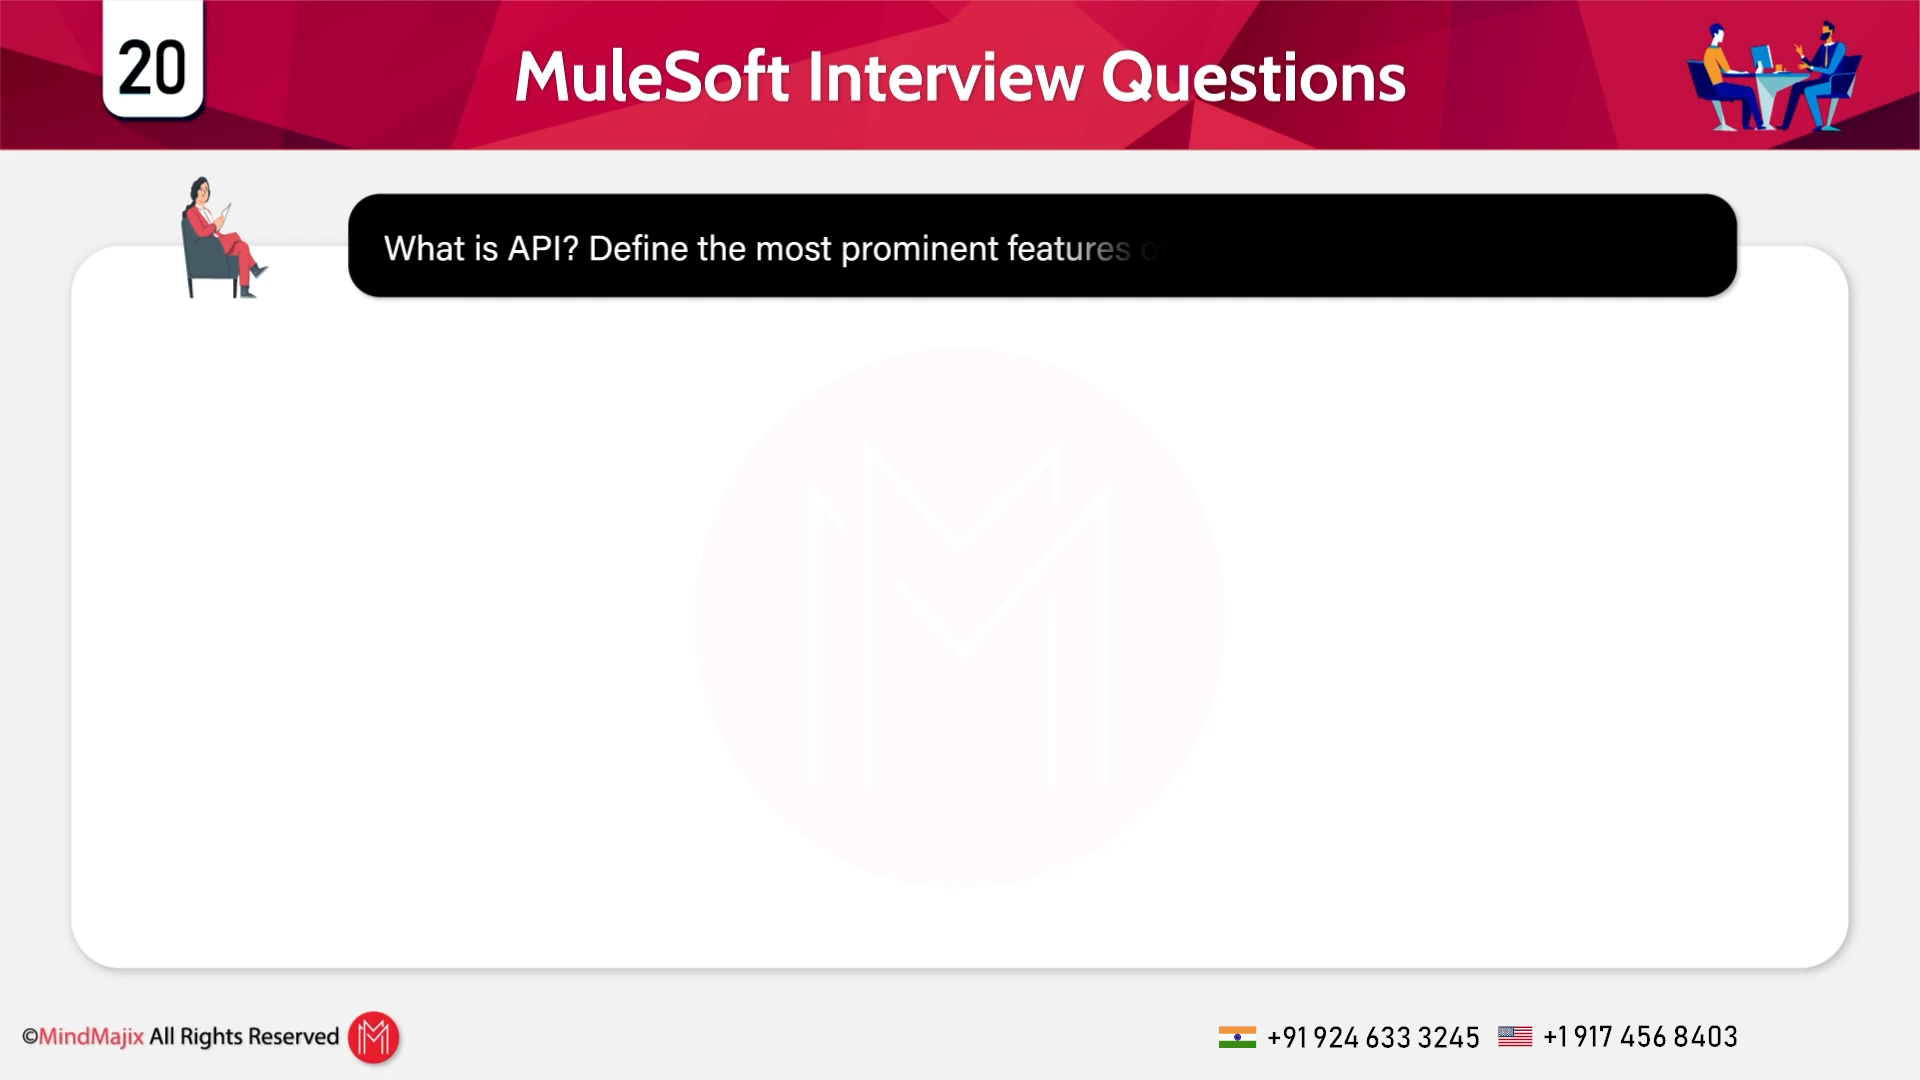 20
MuleSoft Interview Questions
What is API? Define the most prominent features
©MindMajix All Rights Reserved
+91 924 633 3245
+1 917 456 8403